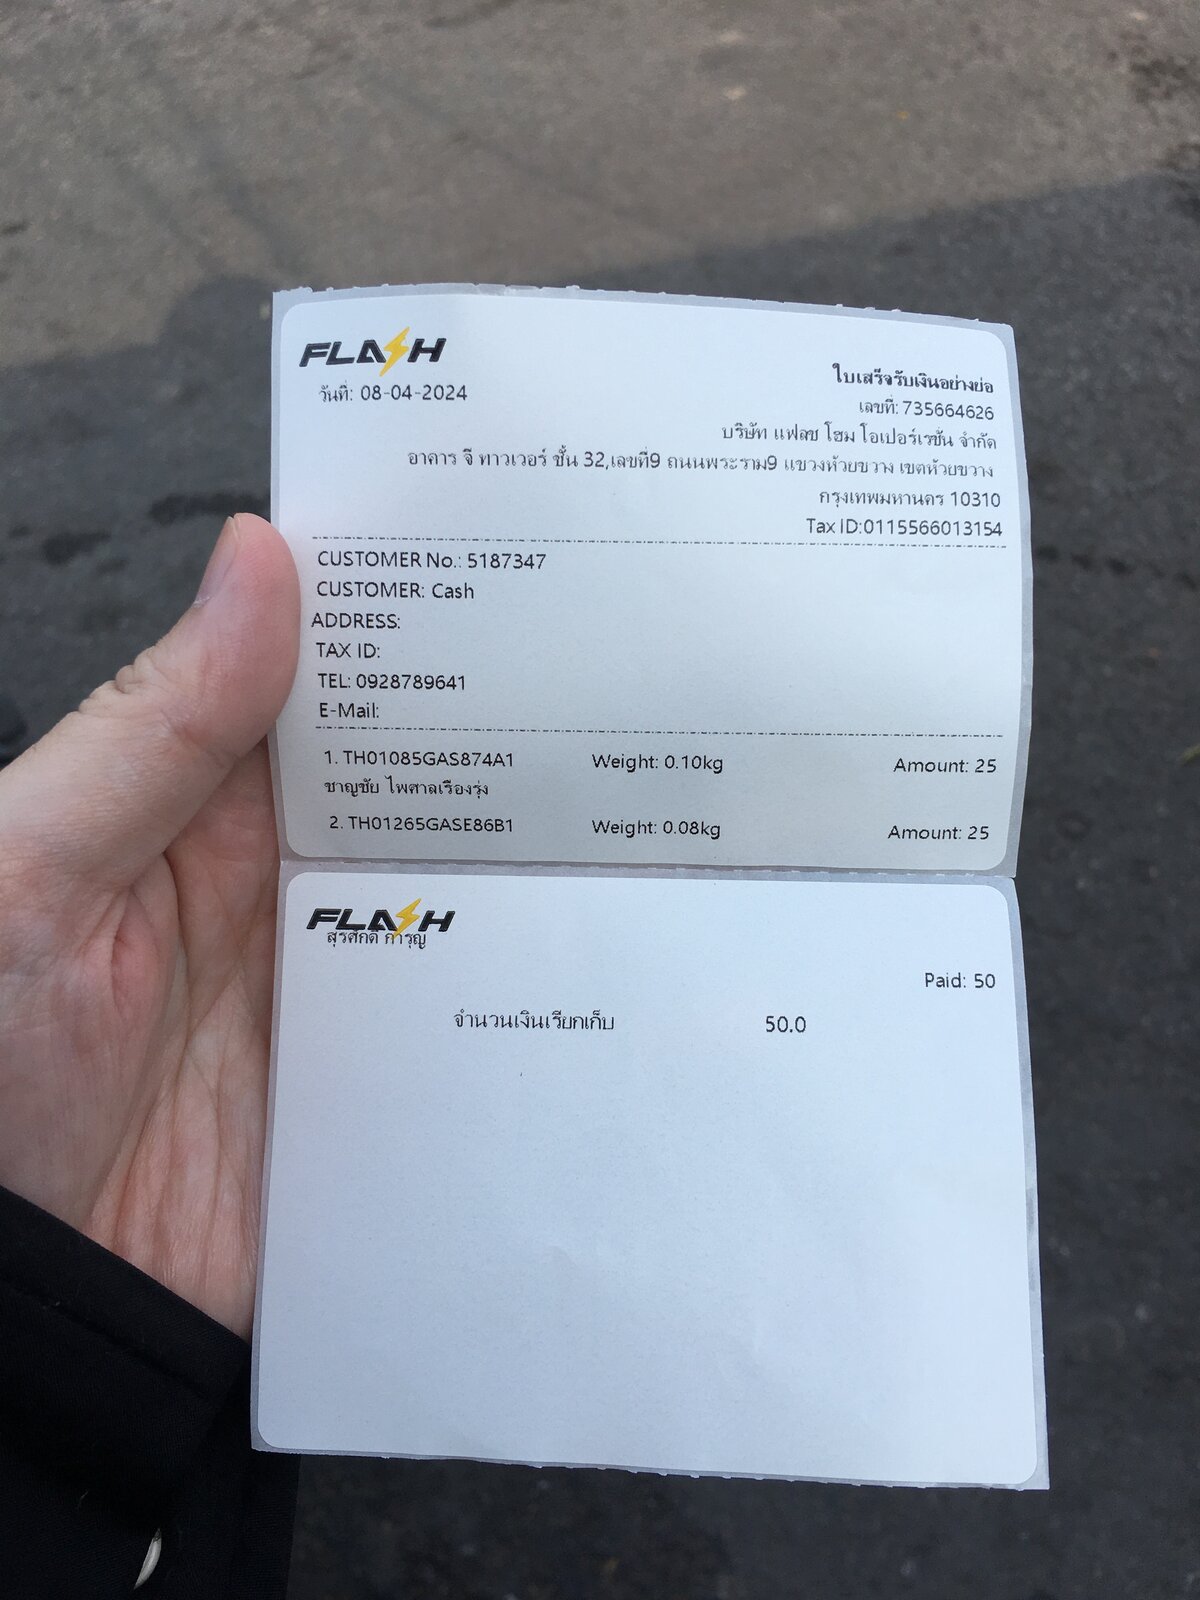 FLASH
วันที่: 08-04-2024
ใบเสร็จรับเงินอย่างย่อ
เลขที่: 735664626
บริษัท แฟลช โฮม โอเปอร์เรชั่น จำกัด
อาคาร จี ทาวเวอร์ ชั้น 32,เลขที่9 ถนนพระราม9 แขวงห้วยขวาง เขตห้วยขวาง
กรุงเทพมหานคร 10310
Tax ID:0115566013154
CUSTOMER No.: 5187347
CUSTOMER: Cash
ADDRESS:
TAX ID:
TEL: 0928789641
E-Mail:
1. TH01085GAS874A1 Weight: 0.10kg Amount: 25
ชาญชัย ไพศาลเรืองรุ่ง
2. TH01265GASE86B1 Weight: 0.08kg Amount: 25
FLASH
สุรศักดิ์ การุญ
Paid: 50
จำนวนเงินเรียกเก็บ 50.0